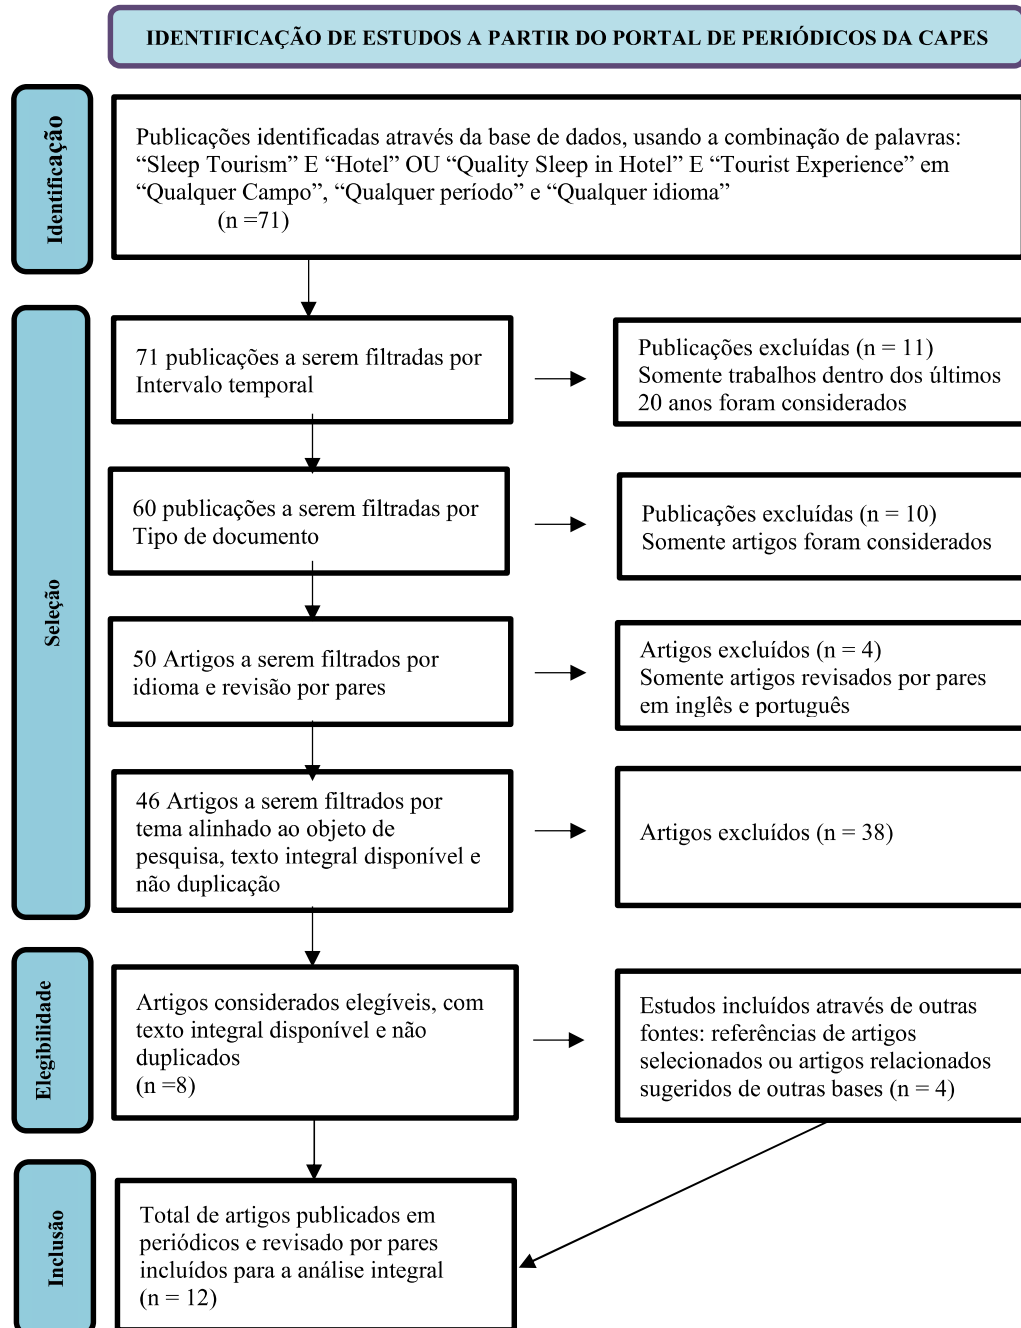 IDENTIFICAÇÃO DE ESTUDOS A PARTIR DO PORTAL DE PERIÓDICOS DA CAPES
Identificação
Publicações identificadas através da base de dados, usando a combinação de palavras:
“Sleep Tourism” E “Hotel” OU “Quality Sleep in Hotel” E “Tourist Experience” em
“Qualquer Campo”, “Qualquer período” e “Qualquer idioma”
(n =71)
Seleção
71 publicações a serem filtradas por
Intervalo temporal
Publicações excluídas (n = 11)
Somente trabalhos dentro dos últimos
20 anos foram considerados
60 publicações a serem filtradas por
Tipo de documento
Publicações excluídas (n = 10)
Somente artigos foram considerados
50 Artigos a serem filtrados por
idioma e revisão por pares
Artigos excluídos (n = 4)
Somente artigos revisados por pares
em inglês e português
46 Artigos a serem filtrados por
tema alinhado ao objeto de
pesquisa, texto integral disponível e
não duplicação
Artigos excluídos (n = 38)
Elegibilidade
Artigos considerados elegíveis, com
texto integral disponível e não
duplicados
(n =8)
Estudos incluídos através de outras
fontes: referências de artigos
selecionados ou artigos relacionados
sugeridos de outras bases (n = 4)
Inclusão
Total de artigos publicados em
periódicos e revisado por pares
incluídos para a análise integral
(n = 12)